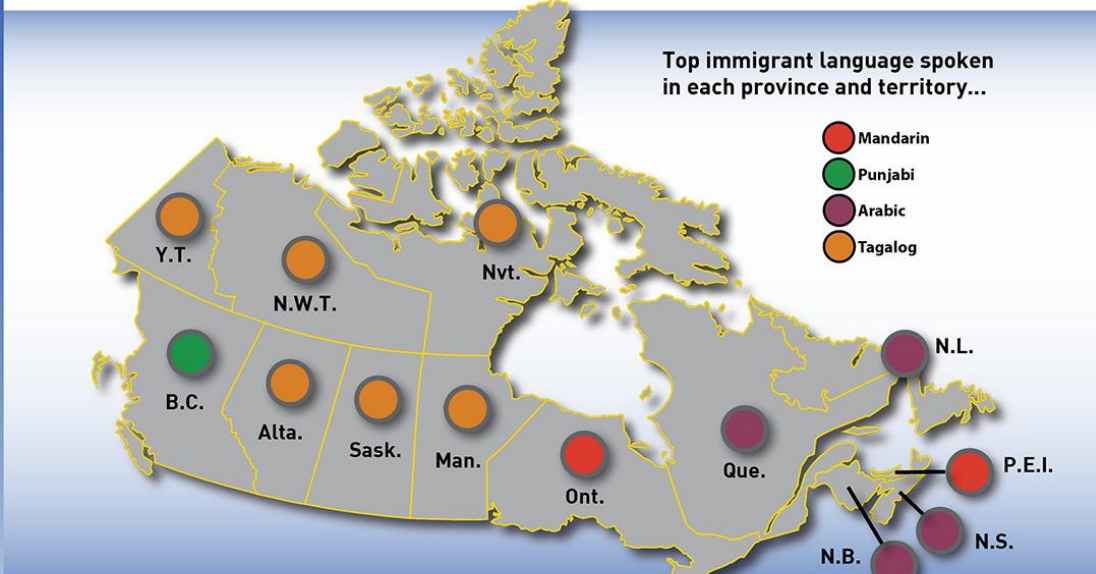 Top immigrant language spoken
in each province and territory...
Mandarin
Punjabi
Arabic
Tagalog
Y.T.
N.W.T.
Nvt.
B.C.
Alta.
Sask.
Man.
Ont.
Que.
N.L.
P.E.I.
N.S.
N.B.